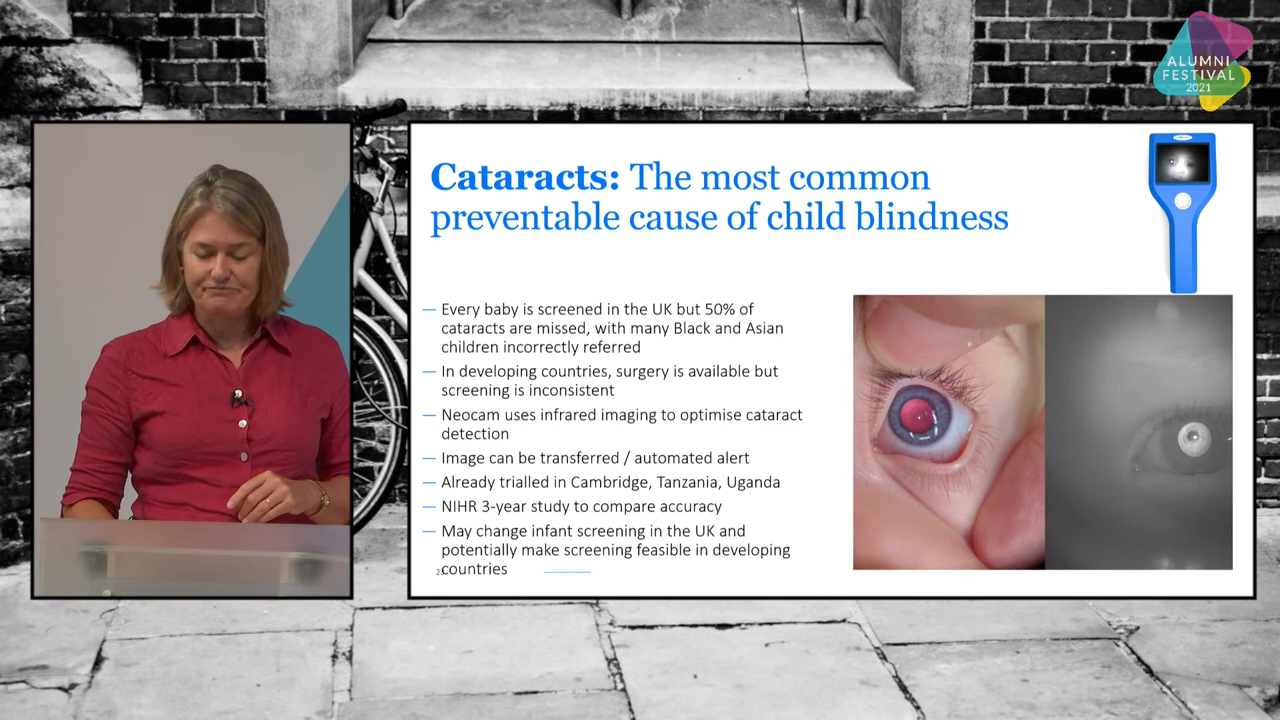 ALUMNI
FESTIVAL
2021
Cataracts: The most common
preventable cause of child blindness
— Every baby is screened in the UK but 50% of
cataracts are missed, with many Black and Asian
children incorrectly referred
— In developing countries, surgery is available but
screening is inconsistent
— Neocam uses infrared imaging to optimise cataract
detection
— Image can be transferred / automated alert
— Already trialled in Cambridge, Tanzania, Uganda
— NIHR 3-year study to compare accuracy
— May change infant screening in the UK and
potentially make screening feasible in developing
countries